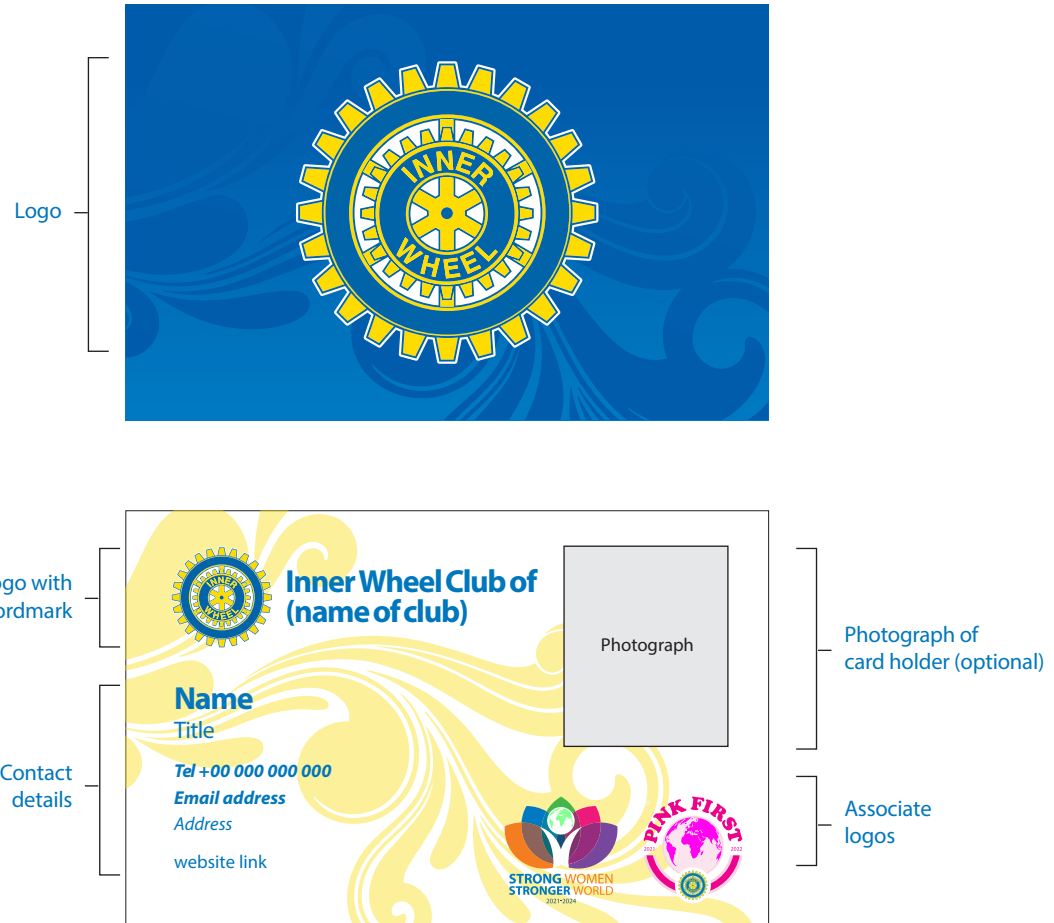 Logo
INNER
WHEEL
ogo with
ordmark
INNER
WHEEL
Inner Wheel Club of
(name of club)
Photograph
Photograph of
card holder (optional)
Contact
details
Name
Title
Tel +00 000 000 000
Email address
Address
website link
STRONG WOMEN
STRONGER WORLD
2021-2024
PINK FIRST
2021
2022
Associate
logos